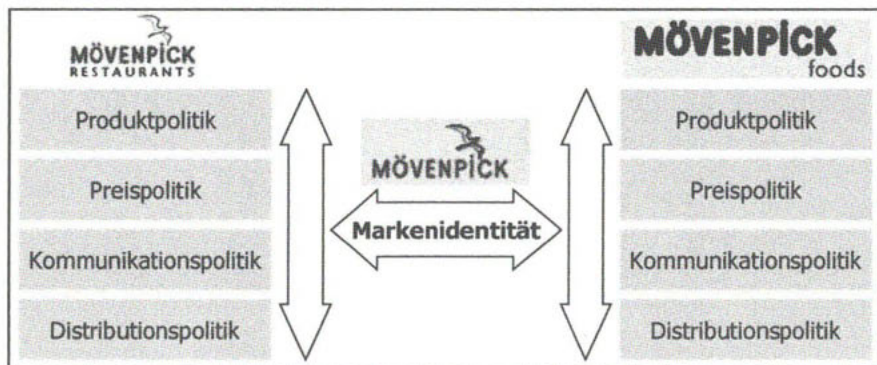 MÖVENPICK
RESTAURANTS
Produktpolitik
Preispolitik
Kommunikationspolitik
Distributionspolitik
MÖVENPICK
Markenidentität
MÖVENPICK
foods
Produktpolitik
Preispolitik
Kommunikationspolitik
Distributionspolitik